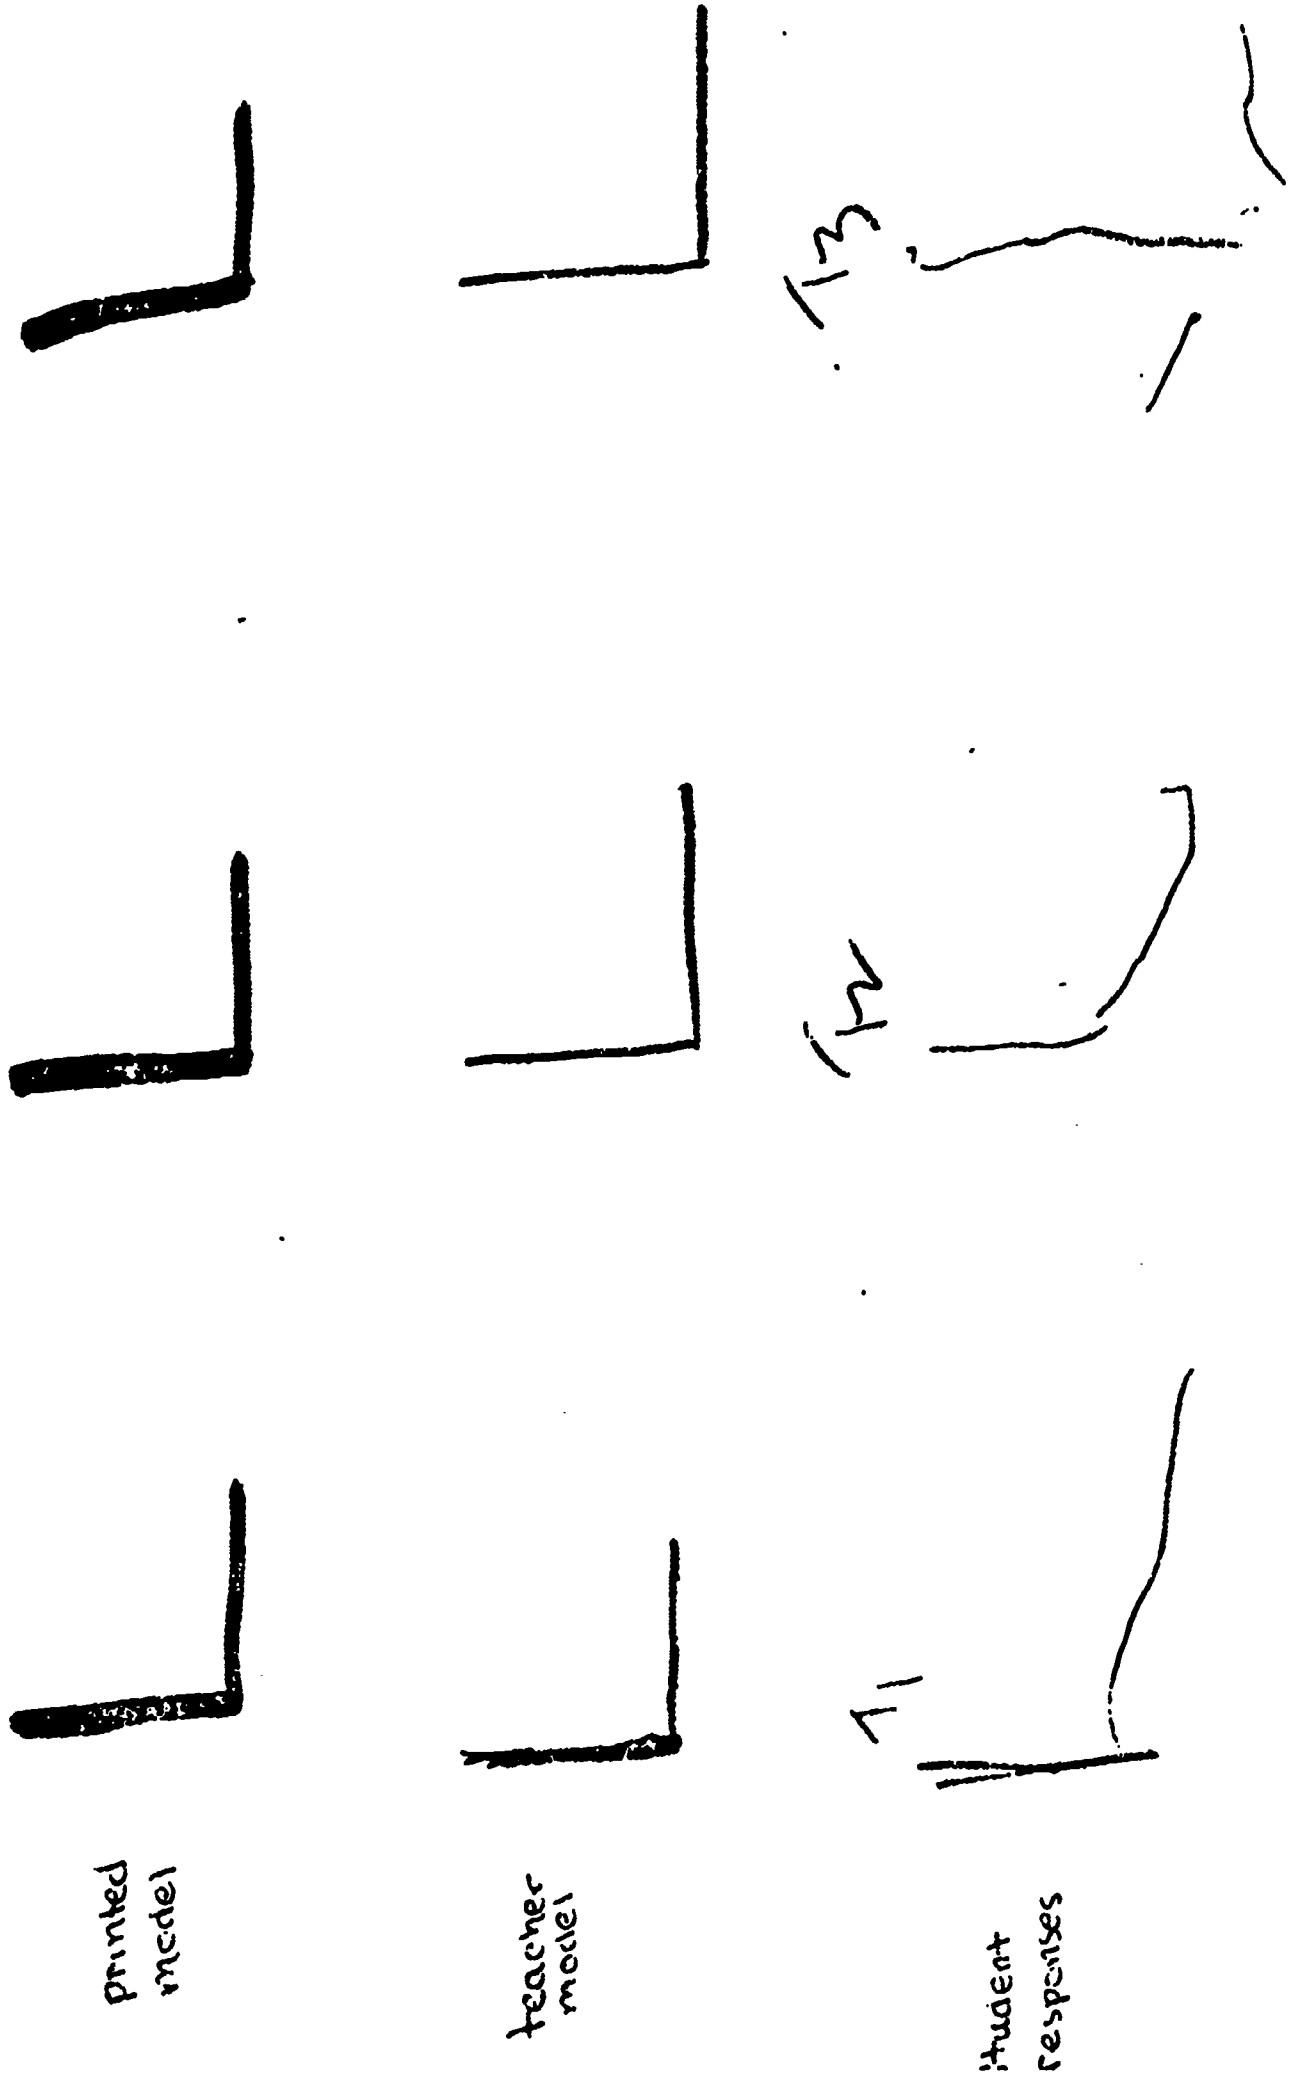 printed
model
teacher
model
T1 T2 T3
student
responses